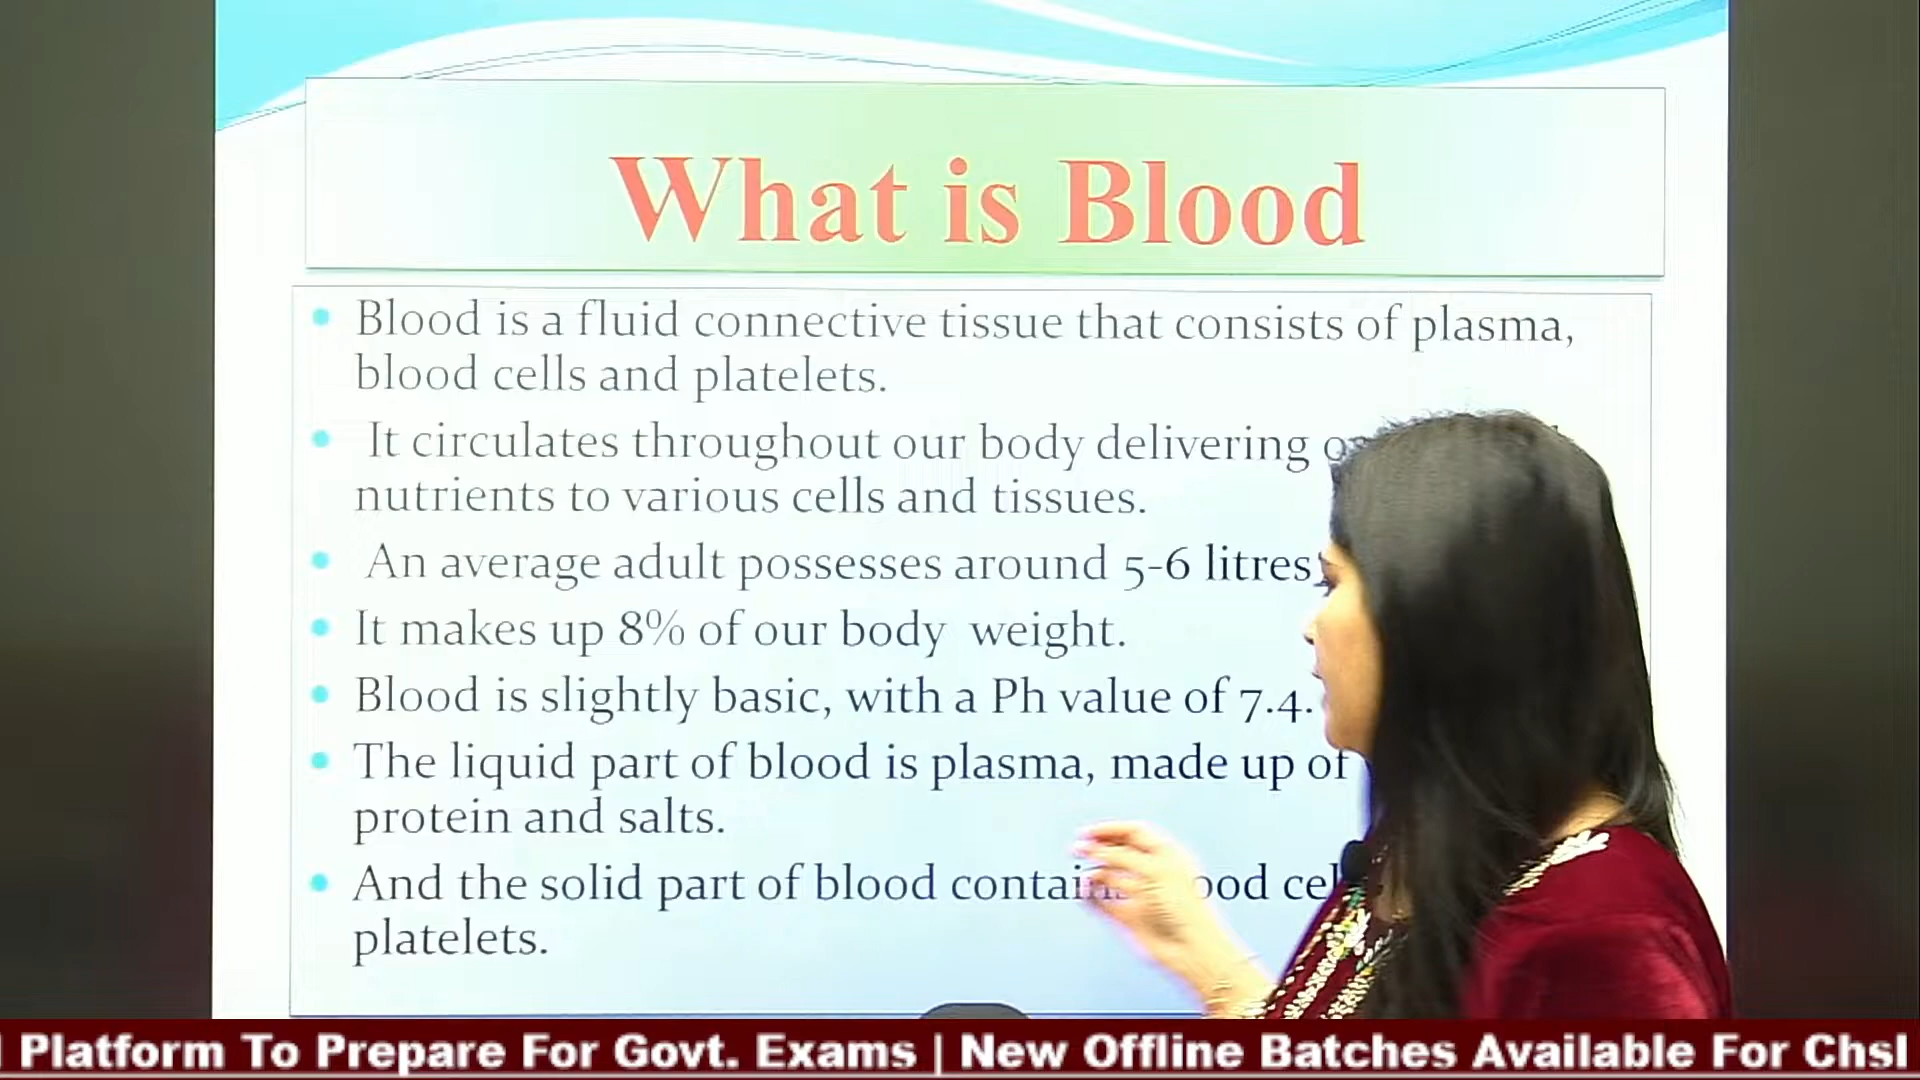 What is Blood
Blood is a fluid connective tissue that consists of plasma,
blood cells and platelets.
It circulates throughout our body delivering
nutrients to various cells and tissues.
An average adult possesses around 5-6 litres
It makes up 8% of our body weight.
Blood is slightly basic, with a Ph value of 7.4.
The liquid part of blood is plasma, made up of
protein and salts.
And the solid part of blood
platelets.
Platform To Prepare For Govt. Exams | New Offline Batches Available For Chsl